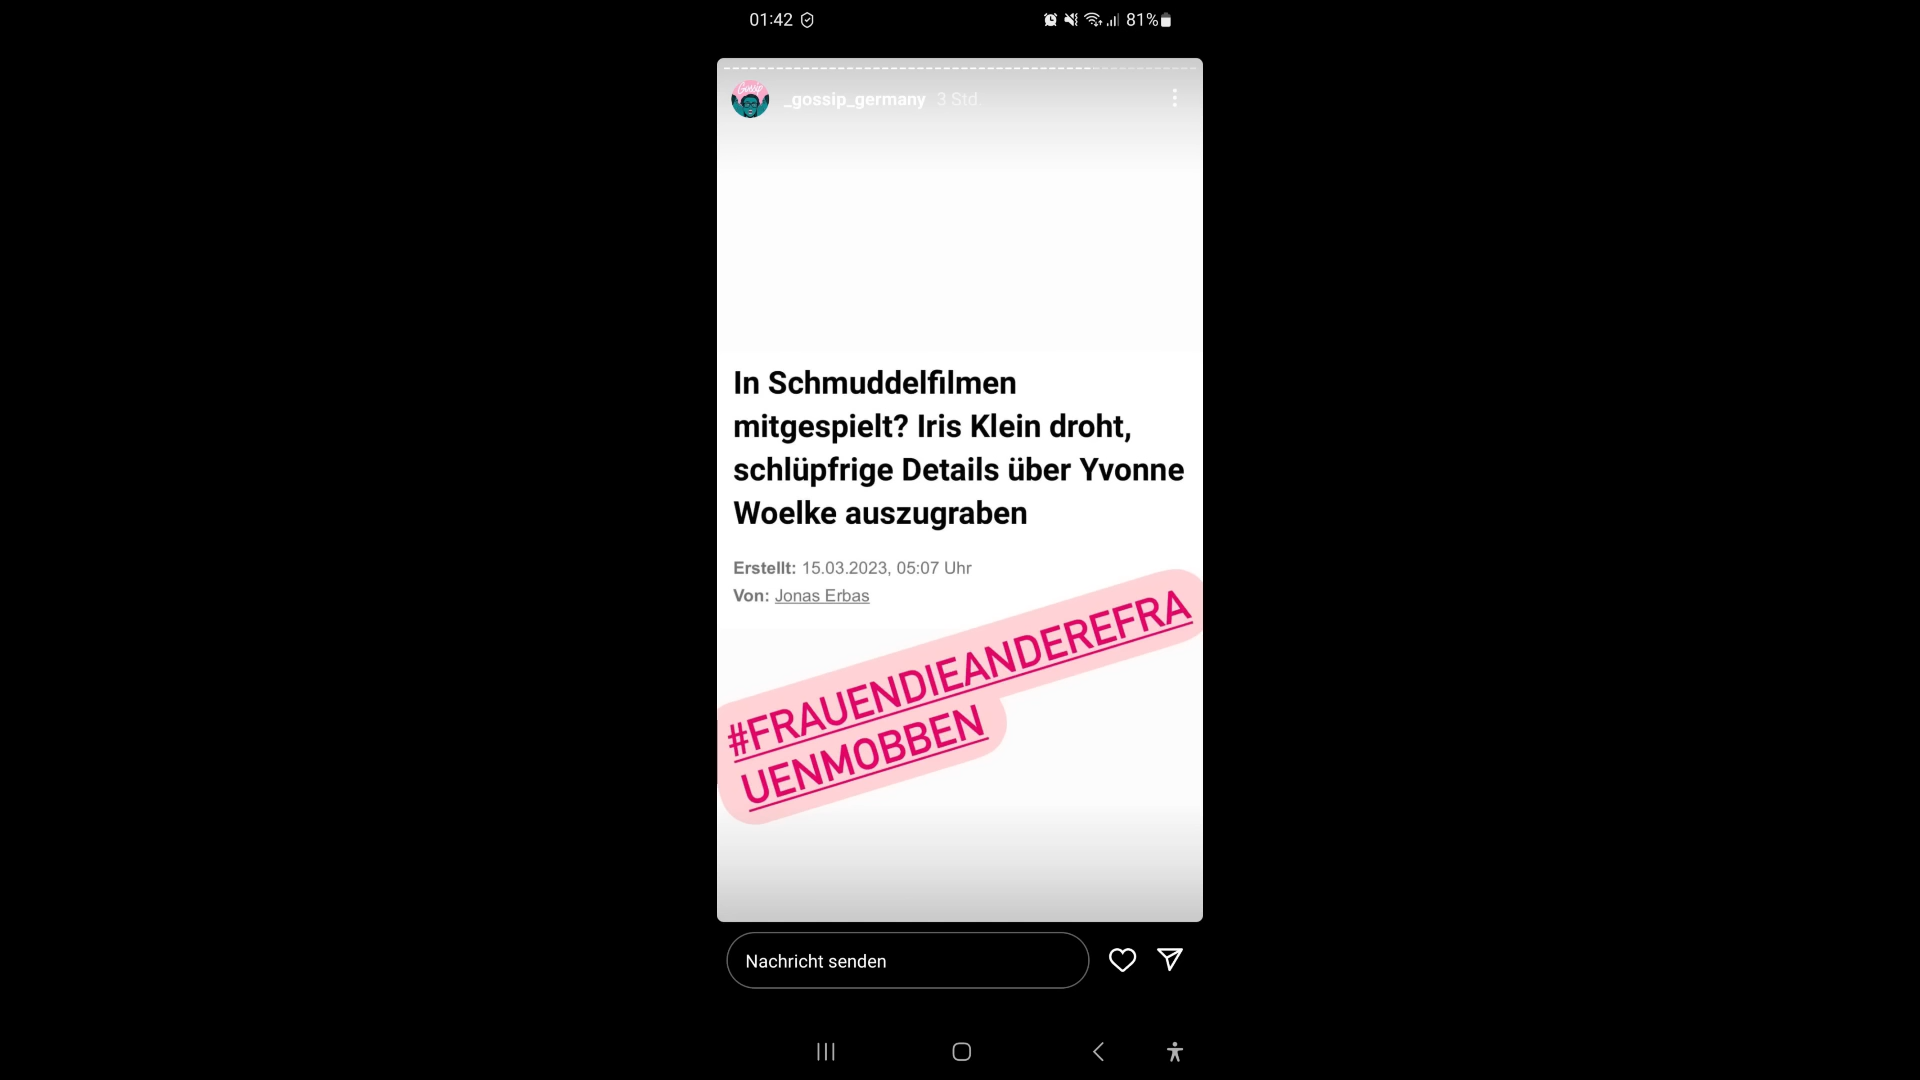 01:42
81%
Gossip
_gossip_germany 3 Std.
In Schmuddelfilmen
mitgespielt? Iris Klein droht,
schlüpfrige Details über Yvonne
Woelke auszugraben
Erstellt: 15.03.2023, 05:07 Uhr
Von: Jonas Erbas
#FRAUENDIEANDEREFRA
UENMOBBEN
Nachricht senden